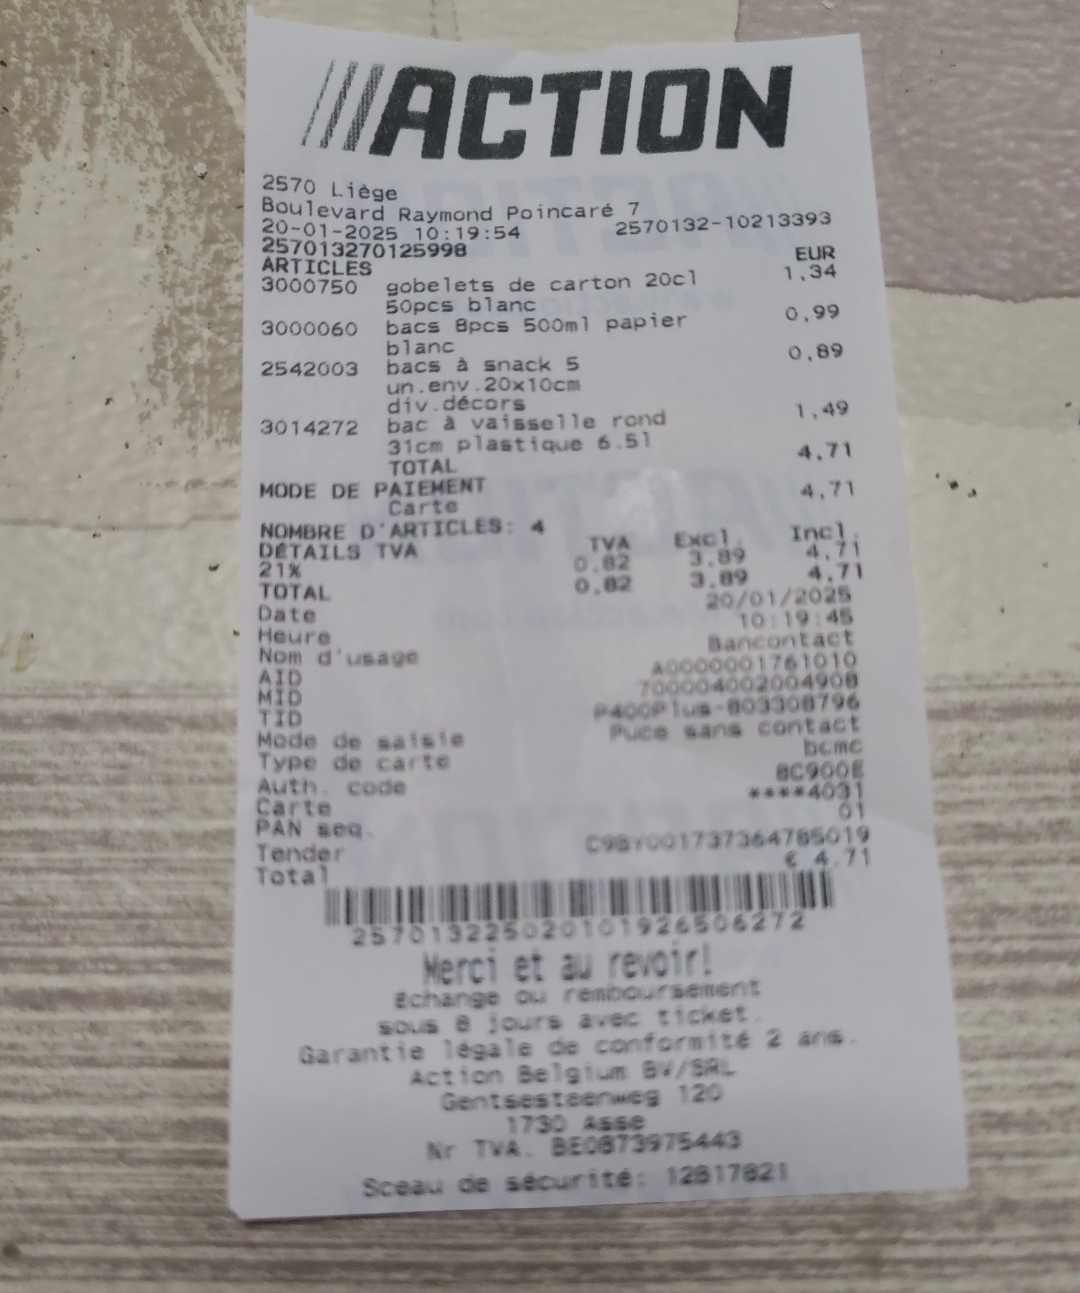 ACTION
2570 Liège
Boulevard Raymond Poincaré 7
20-01-2025 10:19:54 2570132-10213393
257013270125998
ARTICLES EUR
3000750 gobelets de carton 20cl 1,34
50pcs blanc
3000060 bacs 8pcs 500ml papier 0,99
blanc
2542003 bacs à snack 5 0,89
un.env.20x10cm
div.décors
3014272 bac à vaisselle rond 1,49
31cm plastique 6.5l
TOTAL 4,71
MODE DE PAIEMENT
Carte 4,71
NOMBRE D'ARTICLES: 4
DÉTAILS TVA TVA Excl. Incl.
21% 0,82 3,89 4,71
TOTAL 0,82 3,89 4,71
Date 20/01/2025
Heure 10:19:45
Nom d'usage Bancontact
AID A0000001761010
MID 700004002004908
TID P400Plus-803308796
Mode de saisie Puce sans contact
Type de carte bcmc
Auth. code 8C900E
Carte ****4031
PAN seq. 01
Tender C9BY001737364785019
Total € 4.71
257013225020101926506272
Merci et au revoir!
Echange ou remboursement
sous 8 jours avec ticket.
Garantie légale de conformité 2 ans.
Action Belgium BV/SRL
Gentsesteenweg 120
1730 Asse
Nr TVA. BE0873975443
Sceau de sécurité: 12817821